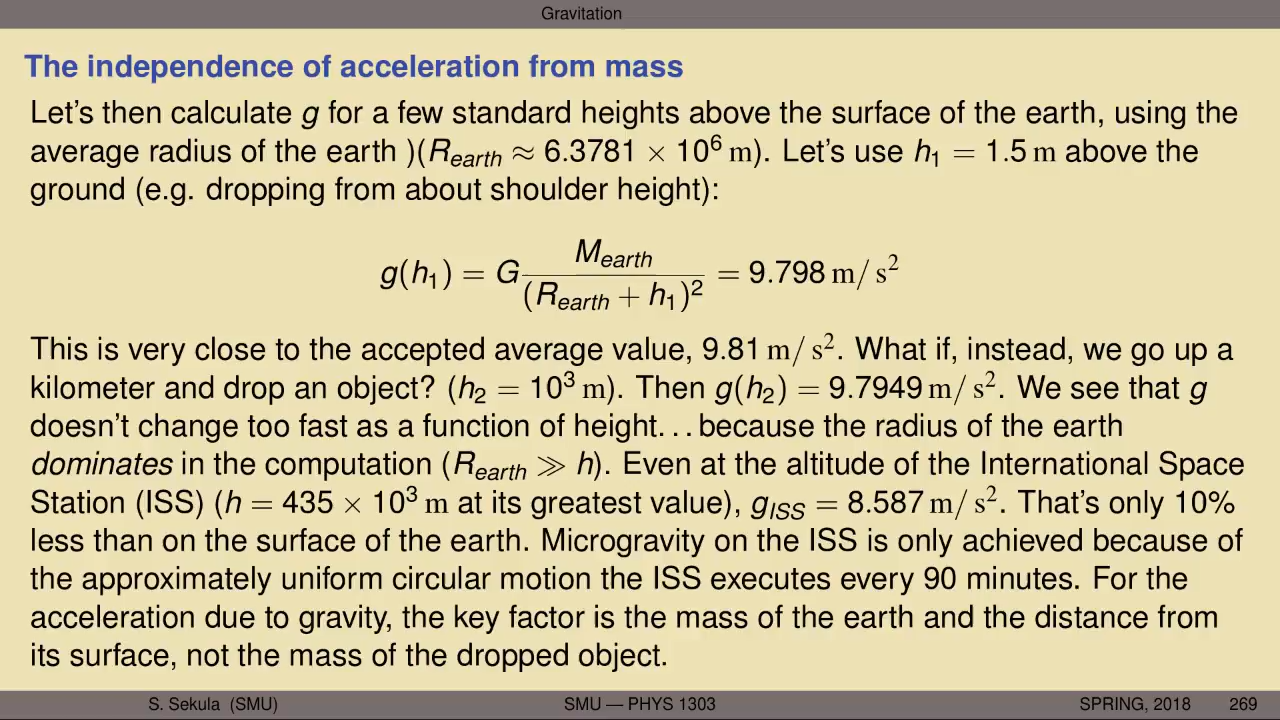 Gravitation
The independence of acceleration from mass
Let's then calculate g for a few standard heights above the surface of the earth, using the
average radius of the earth )(R_earth ≈ 6.3781 × 10^6 m). Let's use h_1 = 1.5 m above the
ground (e.g. dropping from about shoulder height):
g(h_1) = G M_earth / (R_earth + h_1)^2 = 9.798 m/s^2
This is very close to the accepted average value, 9.81 m/s^2. What if, instead, we go up a
kilometer and drop an object? (h_2 = 10^3 m). Then g(h_2) = 9.7949 m/s^2. We see that g
doesn't change too fast as a function of height... because the radius of the earth
dominates in the computation (R_earth ≫ h). Even at the altitude of the International Space
Station (ISS) (h = 435 × 10^3 m at its greatest value), g_ISS = 8.587 m/s^2. That's only 10%
less than on the surface of the earth. Microgravity on the ISS is only achieved because of
the approximately uniform circular motion the ISS executes every 90 minutes. For the
acceleration due to gravity, the key factor is the mass of the earth and the distance from
its surface, not the mass of the dropped object.
S. Sekula (SMU) SMU — PHYS 1303 SPRING, 2018 269